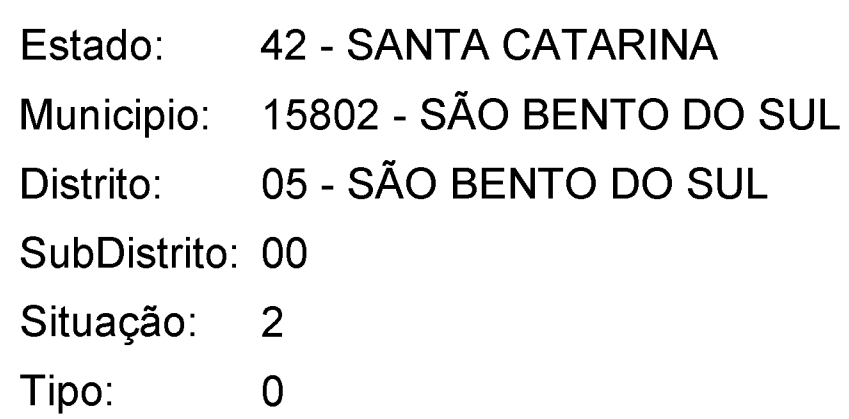 Estado: 42 - SANTA CATARINA
Municipio: 15802 - SÃO BENTO DO SUL
Distrito: 05 - SÃO BENTO DO SUL
SubDistrito: 00
Situação: 2
Tipo: 0